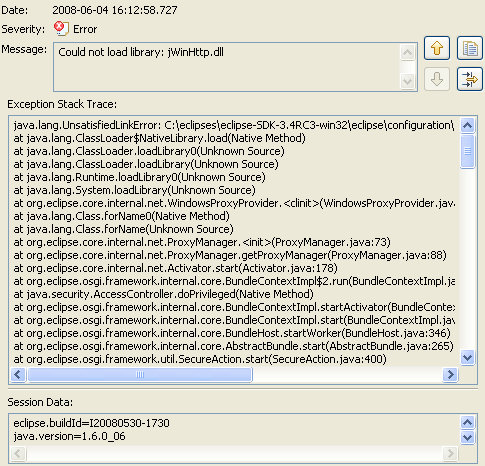 Date: 2008-06-04 16:12:58.727
Severity: Error
Message: Could not load library: jWinHttp.dll
Exception Stack Trace:
java.lang.UnsatisfiedLinkError: C:\eclipses\eclipse-SDK-3.4RC3-win32\eclipse\configuration\
at java.lang.ClassLoader$NativeLibrary.load(Native Method)
at java.lang.ClassLoader.loadLibrary0(Unknown Source)
at java.lang.ClassLoader.loadLibrary(Unknown Source)
at java.lang.Runtime.loadLibrary0(Unknown Source)
at java.lang.System.loadLibrary(Unknown Source)
at org.eclipse.core.internal.net.WindowsProxyProvider.<clinit>(WindowsProxyProvider.jav
at java.lang.Class.forName0(Native Method)
at java.lang.Class.forName(Unknown Source)
at org.eclipse.core.internal.net.ProxyManager.<init>(ProxyManager.java:73)
at org.eclipse.core.internal.net.ProxyManager.getProxyManager(ProxyManager.java:88)
at org.eclipse.core.internal.net.Activator.start(Activator.java:178)
at org.eclipse.osgi.framework.internal.core.BundleContextImpl$2.run(BundleContextImpl.ja
at java.security.AccessController.doPrivileged(Native Method)
at org.eclipse.osgi.framework.internal.core.BundleContextImpl.startActivator(BundleConte
at org.eclipse.osgi.framework.internal.core.BundleContextImpl.start(BundleContextImpl.ja
at org.eclipse.osgi.framework.internal.core.BundleHost.startWorker(BundleHost.java:346)
at org.eclipse.osgi.framework.internal.core.AbstractBundle.start(AbstractBundle.java:265)
at org.eclipse.osgi.framework.util.SecureAction.start(SecureAction.java:400)
Session Data:
eclipse.buildId=I20080530-1730
java.version=1.6.0_06